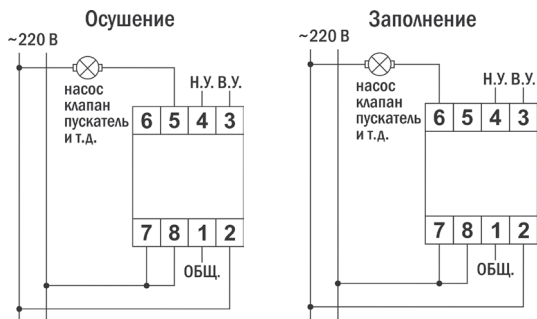 Осушение
~220 В
насос
клапан
пускатель
и т.д.
Н.У. В.У.
6 5 4 3
7 8 1 2
ОБЩ.
Заполнение
~220 В
насос
клапан
пускатель
и т.д.
Н.У. В.У.
6 5 4 3
7 8 1 2
ОБЩ.